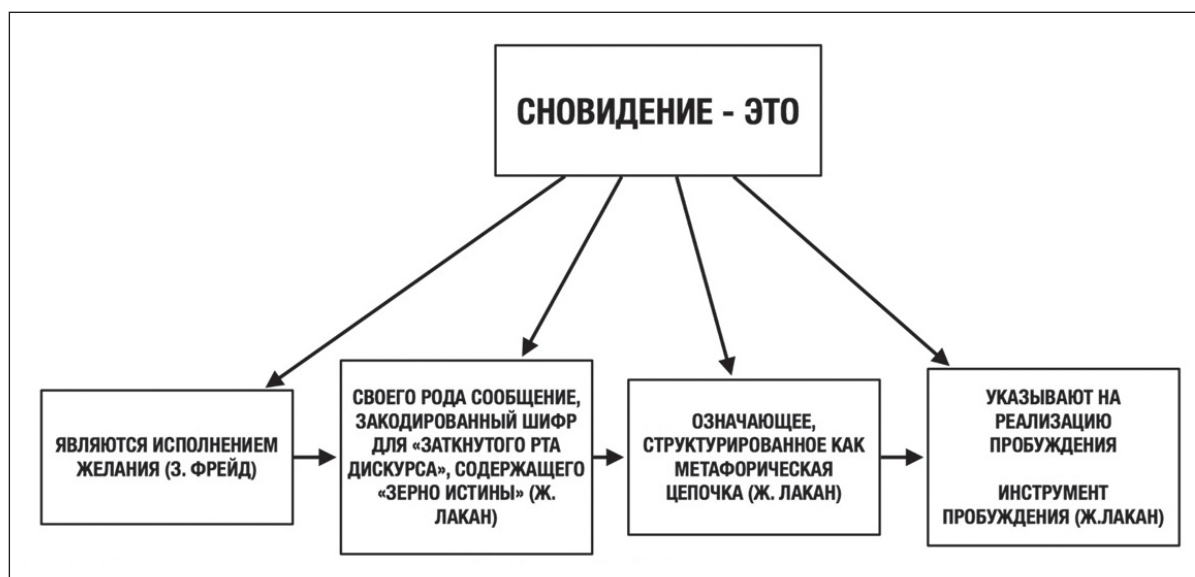 СНОВИДЕНИЕ - ЭТО
ЯВЛЯЮТСЯ ИСПОЛНЕНИЕМ
ЖЕЛАНИЯ (З. ФРЕЙД)
СВОЕГО РОДА СООБЩЕНИЕ,
ЗАКОДИРОВАННЫЙ ШИФР
ДЛЯ «ЗАТКНУТОГО РТА
ДИСКУРСА», СОДЕРЖАЩЕГО
«ЗЕРНО ИСТИНЫ» (Ж.
ЛАКАН)
ОЗНАЧАЮЩЕЕ,
СТРУКТУРИРОВАННОЕ КАК
МЕТАФОРИЧЕСКАЯ
ЦЕПОЧКА (Ж. ЛАКАН)
УКАЗЫВАЮТ НА
РЕАЛИЗАЦИЮ
ПРОБУЖДЕНИЯ
ИНСТРУМЕНТ
ПРОБУЖДЕНИЯ (Ж.ЛАКАН)